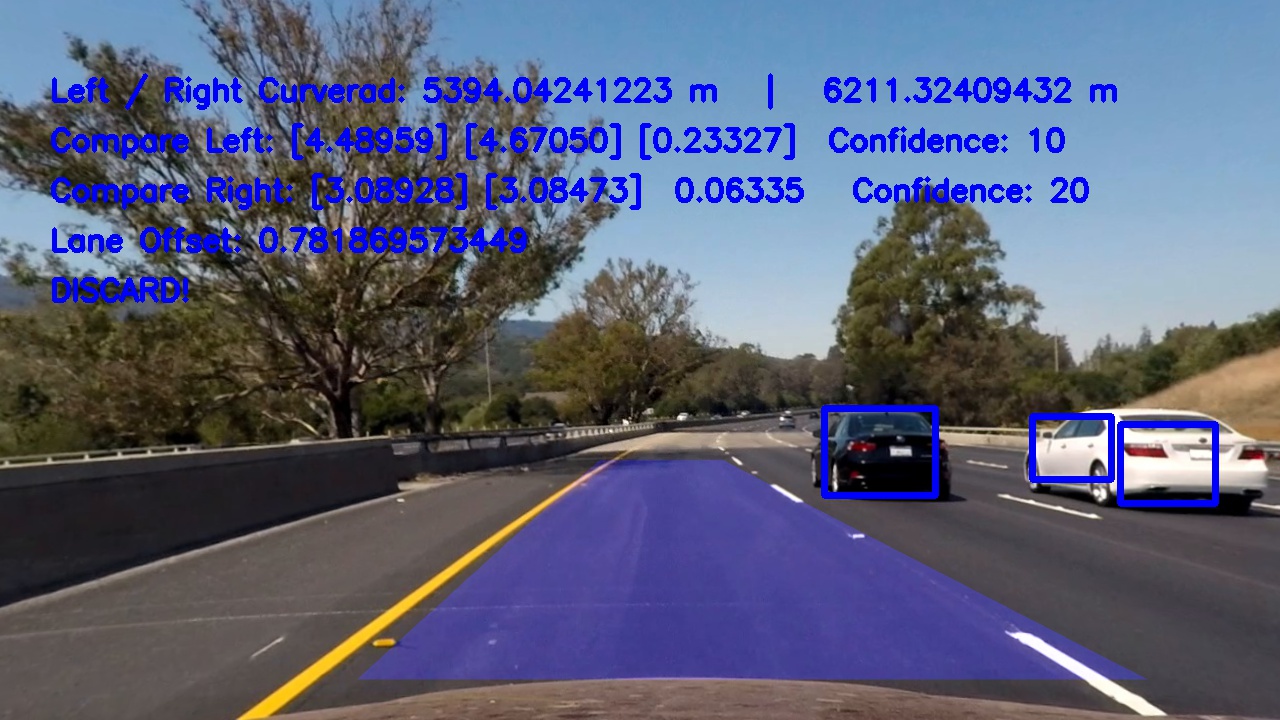 Left / Right Curverad: 5394.04241223 m | 6211.32409432 m
Compare Left: [4.48959] [4.67050] [0.23327] Confidence: 10
Compare Right: [3.08928] [3.08473] 0.06335 Confidence: 20
Lane Offset: 0.781869573449
DISCARD!